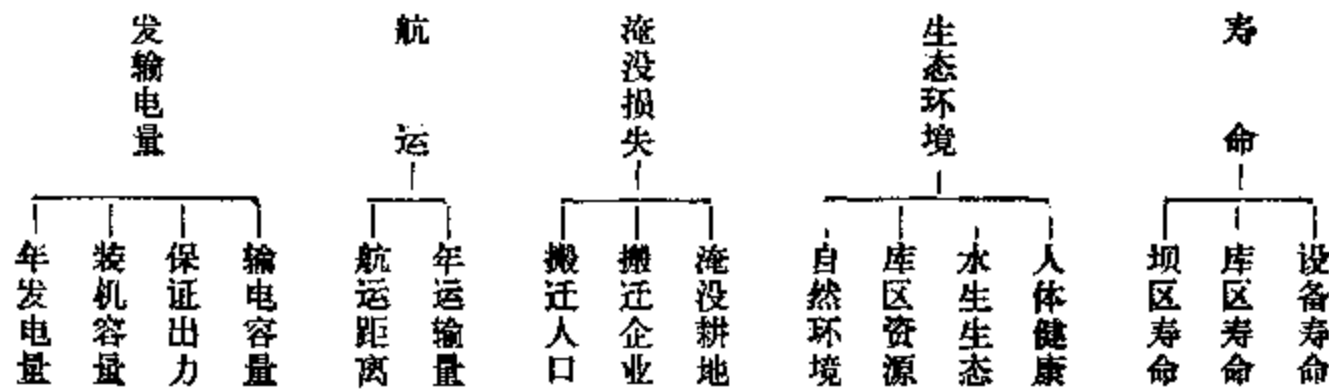 发输电量
航运
淹没损失
生态环境
寿命
年发电量
装机容量
保证出力
输电容量
航运距离
年运输量
搬迁人口
搬迁企业
淹没耕地
自然环境
库区资源
水生生态
人体健康
坝区寿命
库区寿命
设备寿命